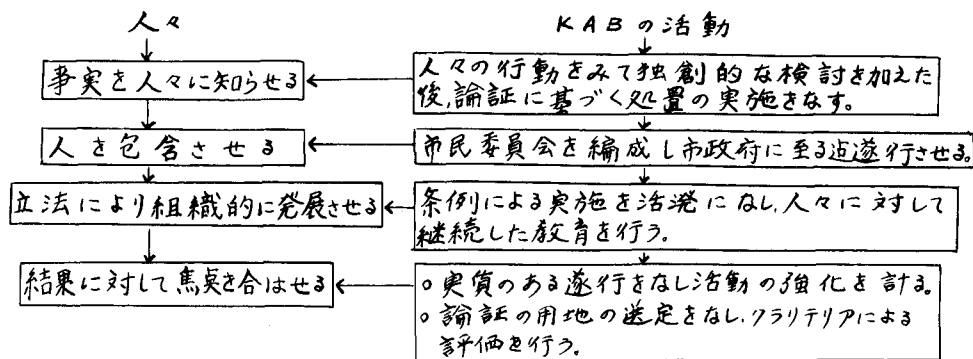 人々
KABの活動
事実を人々に知らせる
人々の行動をみて独創的な検討を加えた
後,論証に基づく処置の実施をなす。
人を包含させる
市民委員会を編成し市政府に至る迠遂行させる。
立法により組織的に発展させる
条例による実施を活溌になし,人々に対して
継続した教育を行う。
結果に対して焦点を合はせる
○実質のある遂行をなし活動の強化を計る。
○論証の用地の選定をなし,クラリテリアによる
評価を行う。